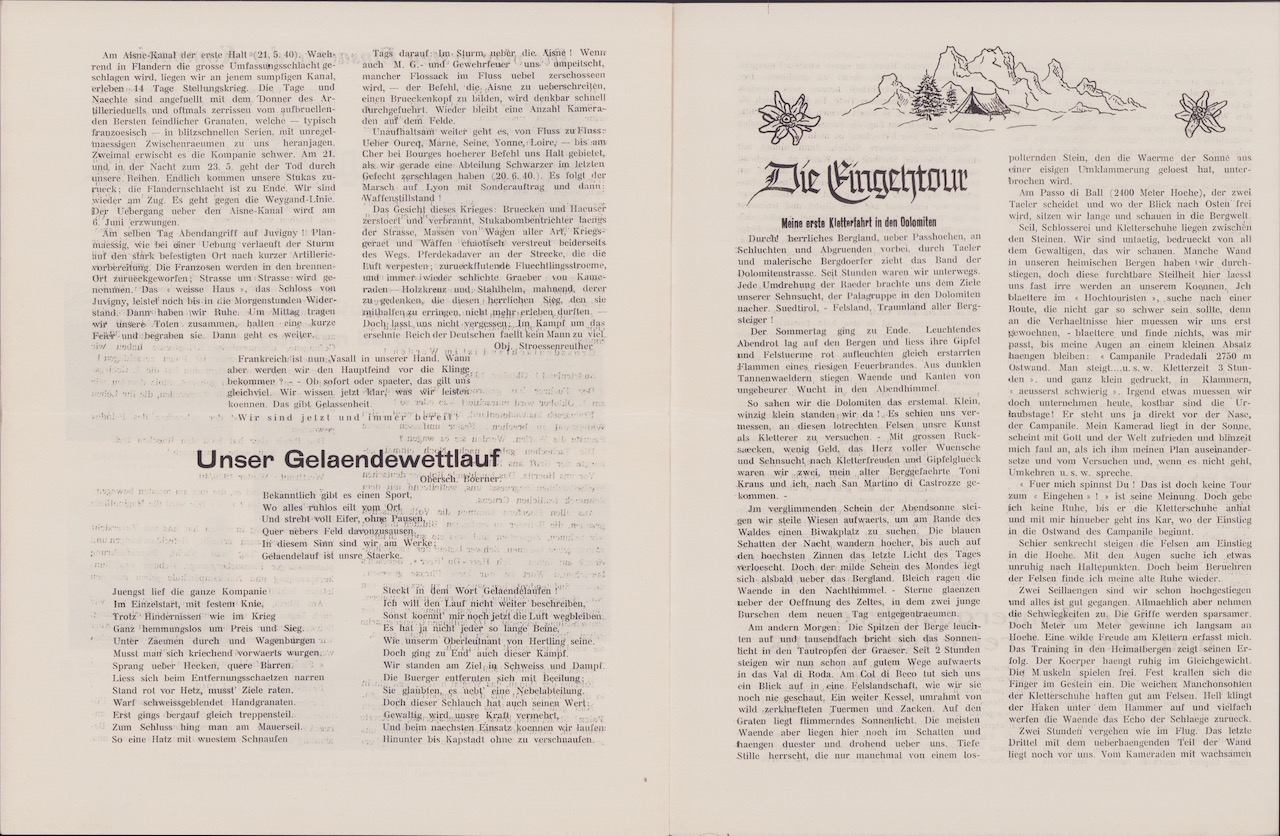 Am Aisne-Kanal der erste Halt (21. 5. 40). Waeh-
rend in Flandern die grosse Umfassungsschlacht ge-
schlagen wird, liegen wir an jenem sumpfigen Kanal,
erleben 14 Tage Stellungskrieg. Die Tage und
Naechte sind angefuellt mit dem Donner des Ar-
tillerieduells und oftmals zerrissen vom aufbruellen-
den Bersten feindlicher Granaten, welche — typisch
franzoesisch — in blitzschnellen Serien, mit unregel-
maessigen Zwischenraeumen zu uns heranjagen.
Zweimal erwischt es die Kompanie schwer. Am 21.
und in der Nacht zum 23. 5. geht der Tod durch
unsere Reihen. Endlich kommen unsere Stukas zu-
rueck; die Flandernschlacht ist zu Ende. Wir sind
wieder am Zug. Es geht gegen die Weygand-Linie.
Der Uebergang ueber den Aisne-Kanal wird am
6. Juni erzwungen.
Am selben Tag Abendangriff auf Juvigny! Plan-
maessig, wie bei einer Uebung verlaeuft der Sturm
auf den stark befestigten Ort nach kurzer Artillerie-
vorbereitung. Die Franzosen werden in den brennen-
Ort zurueckgeworfen; Strasse um Strasse wird ge-
nommen. Das « weisse Haus », das Schloss von
Juvigny, leistet noch bis in die Morgenstunden Wider-
stand. Dann haben wir Ruhe. Um Mittag tragen
wir unsere Toten zusammen, halten eine kurze
Feier und begraben sie. Dann geht es weiter.
Tags darauf: Im Sturm ueber die Aisne! Wenn
auch M. G.- und Gewehrfeuer uns umpeitscht,
mancher Flossack im Fluss uebel zerschosseen
wird, — der Befehl, die Aisne zu ueberschreiten,
einen Brueckenkopf zu bilden, wird denkbar schnell
durchgefuehrt. Wieder bleibt eine Anzahl Kamera-
den auf dem Felde.
Unaufhaltsam weiter geht es, von Fluss zu Fluss:
Ueber Ourcq, Marne, Seine, Yonne, Loire, — bis am
Cher bei Bourges hoeherer Befehl uns Halt gebietet,
als wir gerade eine Abteilung Schwarzer im letzten
Gefecht zerschlagen haben (20. 6. 40). Es folgt der
Marsch auf Lyon mit Sonderauftrag und dann:
Waffenstillstand!
Das Gesicht dieses Krieges: Bruecken und Haeuser
zerstoert und verbrannt, Stukabombentrichter laengs
der Strasse, Massen von Wagen aller Art, Kriegs-
geraet und Waffen chaotisch verstreut beiderseits
des Wegs. Pferdekadaver an der Strecke, die die
Luft verpesten; zurueckflutende Fluechtlingsstroeme,
und immer wieder schlichte Graeber von Kame-
raden — Holzkreuz und Stahlhelm, mahnend, derer
zu gedenken, die diesen herrlichen Sieg, den sie
mithalfen zu erringen, nicht mehr erleben durften. —
Doch lasst uns nicht vergessen: Im Kampf um das
ersehnte Reich der Deutschen faellt kein Mann zu viel.
Obj. Stroessenreuther
Frankreich ist nun Vasall in unserer Hand. Wann
aber werden wir den Hauptfeind vor die Klinge
bekommen? - - Ob sofort oder spaeter, das gilt uns
gleichviel. Wir wissen jetzt klar, was wir leisten
koennen. Das gibt Gelassenheit.
Wir sind jetzt und immer bereit!
Unser Gelaendewettlauf
Obersch. Boerner.
Bekanntlich gibt es einen Sport,
Wo alles ruhlos eilt vom Ort
Und strebt voll Eifer, ohne Pausen,
Quer uebers Feld davonzusausen.
In diesem Sinn sind wir am Werke:
Gelaendelauf ist unsre Staerke.
Juengst lief die ganze Kompanie
Im Einzelstart, mit festem Knie,
Trotz Hindernissen wie im Krieg
Ganz hemmungslos um Preis und Sieg.
Unter Zaeumen durch und Wagenburgen
Musst man sich kriechend vorwaerts wurgen.
Sprang ueber Hecken, quere Barren.
Liess sich beim Entfernungsschaetzen narren
Stand rot vor Hetz, musst' Ziele raten.
Warf schweissgeblendet Handgranaten.
Erst gings bergauf gleich treppensteil.
Zum Schluss hing man am Mauerseil.
So eine Hatz mit wuestem Schnaufen
Steckt in dem Wort Gelaendelaufen!
Ich will den Lauf nicht weiter beschreiben,
Sonst koemit' mir noch jetzt die Luft wegbleiben.
Es hat ja nicht jeder so lange Beine,
Wie unserm Oberleutnant von Hertling seine.
Doch ging zu End' auch dieser Kampf.
Wir standen am Ziel in Schweiss und Dampf.
Die Buerger entfernten sich mit Beeilung;
Sie glaubten, es uebt' eine Nebelabteilung.
Doch dieser Schlauch hat auch seinen Wert:
Gewaltig wird unsre Kraft vermehrt,
Und beim naechsten Einsatz koennen wir laufen
Hinunter bis Kapstadt ohne zu verschnaufen.
Die Eingehtour
Meine erste Kletterfahrt in den Dolomiten
Durch herrliches Bergland, ueber Passhoehen, an
Schluchten und Abgruenden vorbei, durch Taeler
und malerische Bergdoerfer zieht das Band der
Dolomitenstrasse. Seit Stunden waren wir unterwegs.
Jede Umdrehung der Raeder brachte uns dem Ziele
unserer Sehnsucht, der Palagruppe in den Dolomiten
naeher. Suedtirol, - Felsland, Traumland aller Berg-
steiger!
Der Sommertag ging zu Ende. Leuchtendes
Abendrot lag auf den Bergen und liess ihre Gipfel
und Felstuerme rot aufleuchten gleich erstarrten
Flammen eines riesigen Feuerbrandes. Aus dunklen
Tannenwaeldern stiegen Waende und Kanten von
ungeheurer Wucht in den Abendhimmel.
So sahen wir die Dolomiten das erstemal. Klein,
winzig klein standen wir da! Es schien uns ver-
messen, an diesen lotrechten Felsen unsre Kunst
als Kletterer zu versuchen. - Mit grossen Ruck-
saecken, wenig Geld, das Herz voller Wuensche
und Sehnsucht nach Kletterfreuden und Gipfelglueck
waren wir zwei, mein alter Berggefaehrte Toni
Kraus und ich, nach San Martino di Castrozze ge-
kommen. -
Jm verglimmenden Schein der Abendsonne stei-
gen wir steile Wiesen aufwaerts, um am Rande des
Waldes einen Biwakplatz zu suchen. Die blauen
Schatten der Nacht wandern hoeher, bis auch auf
den hoechsten Zinnen das letzte Licht des Tages
verloescht. Doch der milde Schein des Mondes legt
sich alsbald ueber das Bergland. Bleich ragen die
Waende in den Nachthimmel. - Sterne glaenzen
ueber der Oeffnung des Zeltes, in dem zwei junge
Burschen dem neuen Tag entgegentraeumen.
Am andern Morgen: Die Spitzen der Berge leuch-
ten auf und tausendfach bricht sich das Sonnen-
licht in den Tautropfen der Graeser. Seit 2 Stunden
steigen wir nun schon auf gutem Wege aufwaerts
in das Val di Roda. Am Col di Beco tut sich uns
ein Blick auf in eine Felslandschaft, wie wir sie
noch nie geschaut. Ein weiter Kessel, umrahmt von
wild zerkluefteten Tuermen und Zacken. Auf den
Graten liegt flimmerndes Sonnenlicht. Die meisten
Waende aber liegen hier noch im Schatten und
haengen duester und drohend ueber uns. Tiefe
Stille herrscht, die nur manchmal von einem los-
polternden Stein, den die Waerme der Sonne aus
einer eisigen Umklammerung geloest hat, unter-
brochen wird.
Am Passo di Ball (2400 Meter Hoehe), der zwei
Taeler scheidet und wo der Blick nach Osten frei
wird, sitzen wir lange und schauen in die Bergwelt.
Seil, Schlosserei und Kletterschuhe liegen zwischen
den Steinen. Wir sind untaetig, bedrueckt von all
dem Gewaltigen, das wir schauen. Manche Wand
in unseren heimischen Bergen haben wir durch-
stiegen, doch diese furchtbare Steilheit hier laesst
uns fast irre werden an unserem Koennen. Jch
blaettere im « Hochtouristen », suche nach einer
Route, die nicht gar so schwer sein sollte, denn
an die Verhaeltnisse hier muessen wir uns erst
gewoehnen, - blaettere und finde nichts, was mir
passt, bis meine Augen an einem kleinen Absatz
haengen bleiben: « Campanile Pradedali 2750 m
Ostwand. Man steigt....u. s. w. Kletterzeit 3 Stun-
den ». und ganz klein gedruckt, in Klammern,
« aeusserst schwierig ». Irgend etwas muessen wir
doch unternehmen heute, kostbar sind die Ur-
laubstage! Er steht uns ja direkt vor der Nase,
der Campanile. Mein Kamerad liegt in der Sonne,
scheint mit Gott und der Welt zufrieden und blinzelt
mich faul an, als ich ihm meinen Plan auseinander-
setze und vom Versuchen und, wenn es nicht gehl,
Umkehren u. s. w. spreche.
« Fuer mich spinnst Du! Das ist doch keine Tour
zum « Eingehen »! » ist seine Meinung. Doch gebe
ich keine Ruhe, bis er die Kletterschuhe anhat
und mit mir hinueber geht ins Kar, wo der Einstieg
in die Ostwand des Campanile beginnt.
Schier senkrecht steigen die Felsen am Einstieg
in die Hoehe. Mit den Augen suche ich etwas
unruhig nach Haltepunkten. Doch beim Beruehren
der Felsen finde ich meine alte Ruhe wieder.
Zwei Seillaengen sind wir schon hochgestiegen
und alles ist gut gegangen. Allmaehlich aber nehmen
die Schwiegkeiten zu. Die Griffe werden sparsamer.
Doch Meter um Meter gewinne ich langsam an
Hoehe. Eine wilde Freude am Klettern erfasst mich.
Das Training in den Heimatbergen zeigt seinen Er-
folg. Der Koerper haengt ruhig im Gleichgewicht.
Die Muskeln spielen frei. Fest krallen sich die
Finger im Gestein ein. Die weichen Manchonsohlen
der Kletterschuhe haften gut am Felsen. Hell klingt
der Haken unter dem Hammer auf und vielfach
werfen die Waende das Echo der Schlaege zurueck.
Zwei Stunden vergehen wie im Flug. Das letzte
Drittel mit dem ueberhaengenden Teil der Wand
liegt noch vor uns. Vom Kameraden mit wachsamen